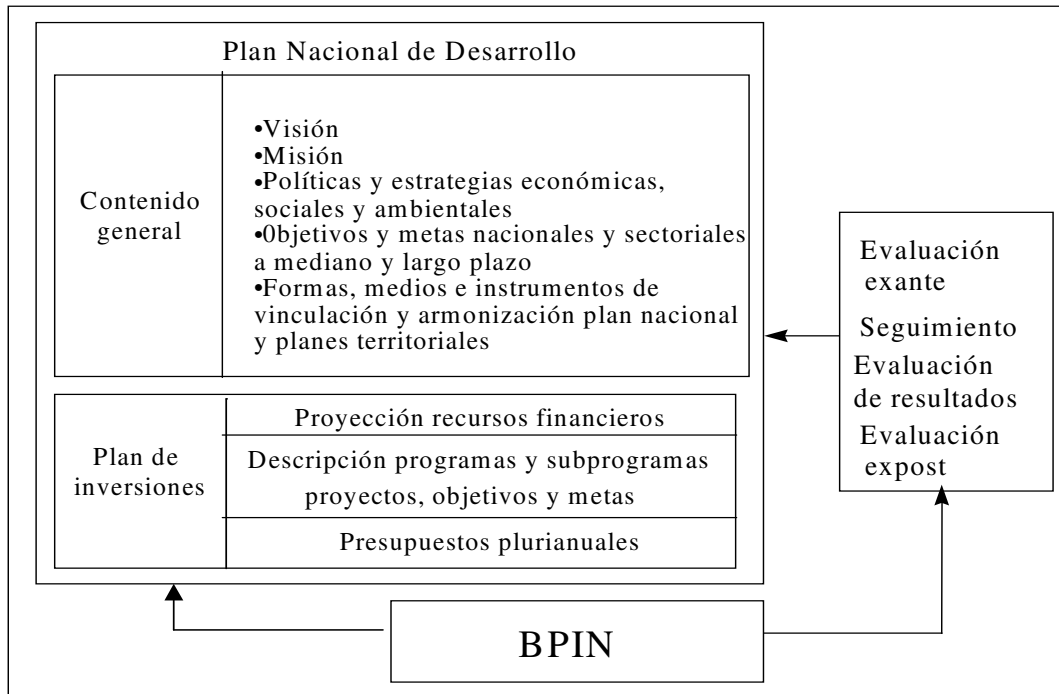 Plan Nacional de Desarrollo
Contenido
general
•Visión
•Misión
•Políticas y estrategias económicas,
sociales y ambientales
•0bjetivos y metas nacionales y sectoriales
a mediano y largo plazo
•Formas, medios e instrumentos de
vinculación y armonización plan nacional
y planes territoriales
Plan de
inversiones
Proyección recursos financieros
Descripción programas y subprogramas
proyectos, objetivos y metas
Presupuestos plurianuales
Evaluación
exante
Seguimiento
Evaluación
de resultados
Evaluación
expost
BPIN